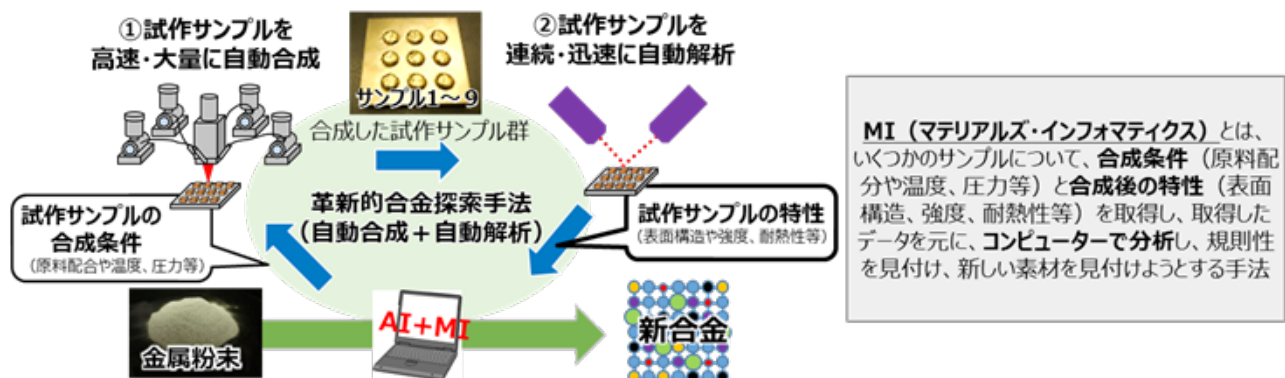 ①試作サンプルを
高速・大量に自動合成
サンプル1～9
合成した試作サンプル群
②試作サンプルを
連続・迅速に自動解析
革新的合金探索手法
（自動合成＋自動解析）
試作サンプルの
合成条件
（原料配合や温度、圧力等）
試作サンプルの特性
（表面構造や強度、耐熱性等）
金属粉末
AI+MI
新合金
MI（マテリアルズ・インフォマティクス）とは、
いくつかのサンプルについて、合成条件（原料配
分や温度、圧力等）と合成後の特性（表面
構造、強度、耐熱性等）を取得し、取得した
データを元に、コンピューターで分析し、規則性
を見付け、新しい素材を見付けようとする手法